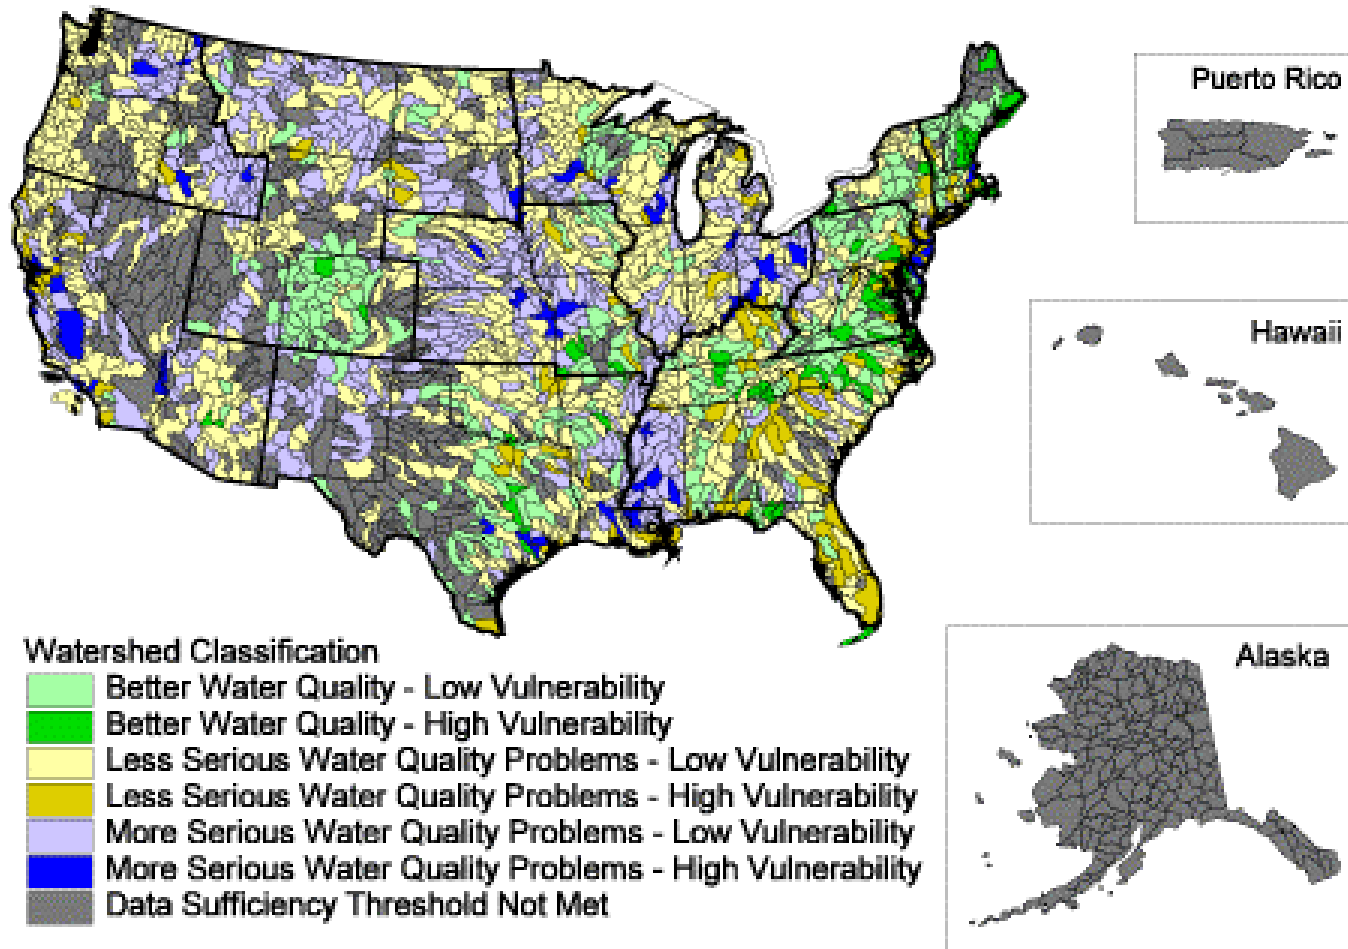 Puerto Rico
Hawaii
Alaska
Watershed Classification
Better Water Quality - Low Vulnerability
Better Water Quality - High Vulnerability
Less Serious Water Quality Problems - Low Vulnerability
Less Serious Water Quality Problems - High Vulnerability
More Serious Water Quality Problems - Low Vulnerability
More Serious Water Quality Problems - High Vulnerability
Data Sufficiency Threshold Not Met